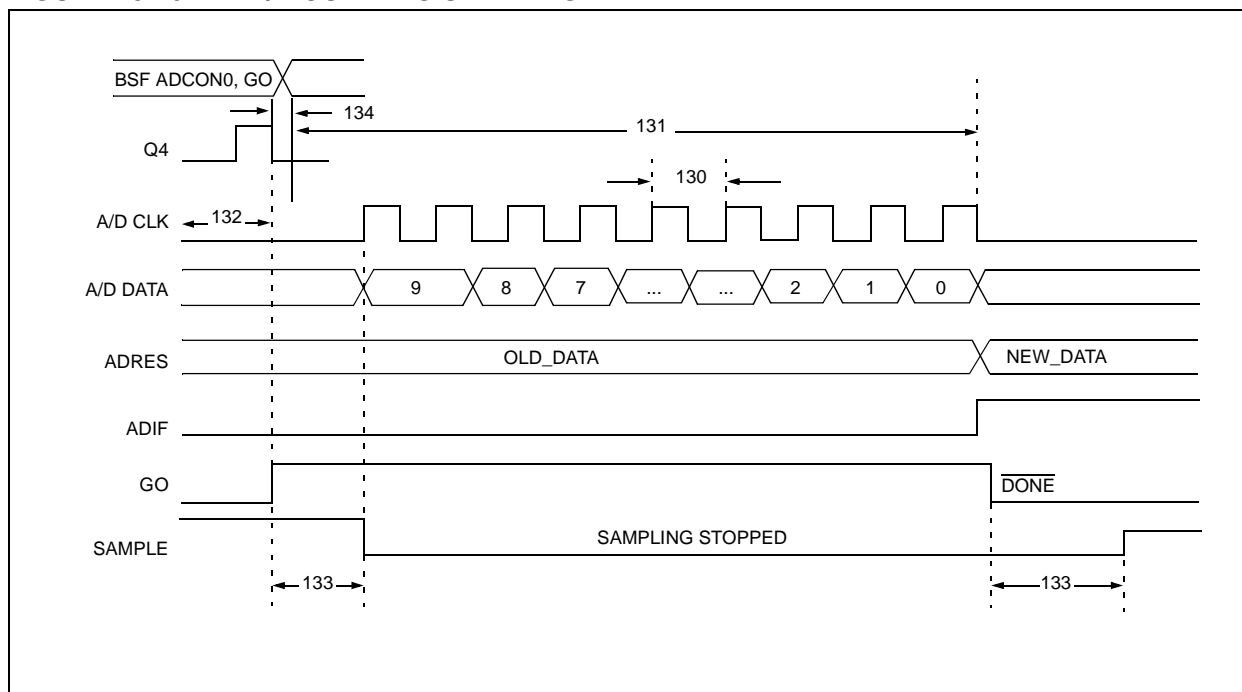 BSF ADCON0, GO
134
131
Q4
130
A/D CLK
132
A/D DATA
9 8 7 ... ... 2 1 0
ADRES
OLD_DATA
NEW_DATA
ADIF
GO
DONE
SAMPLE
SAMPLING STOPPED
133
133